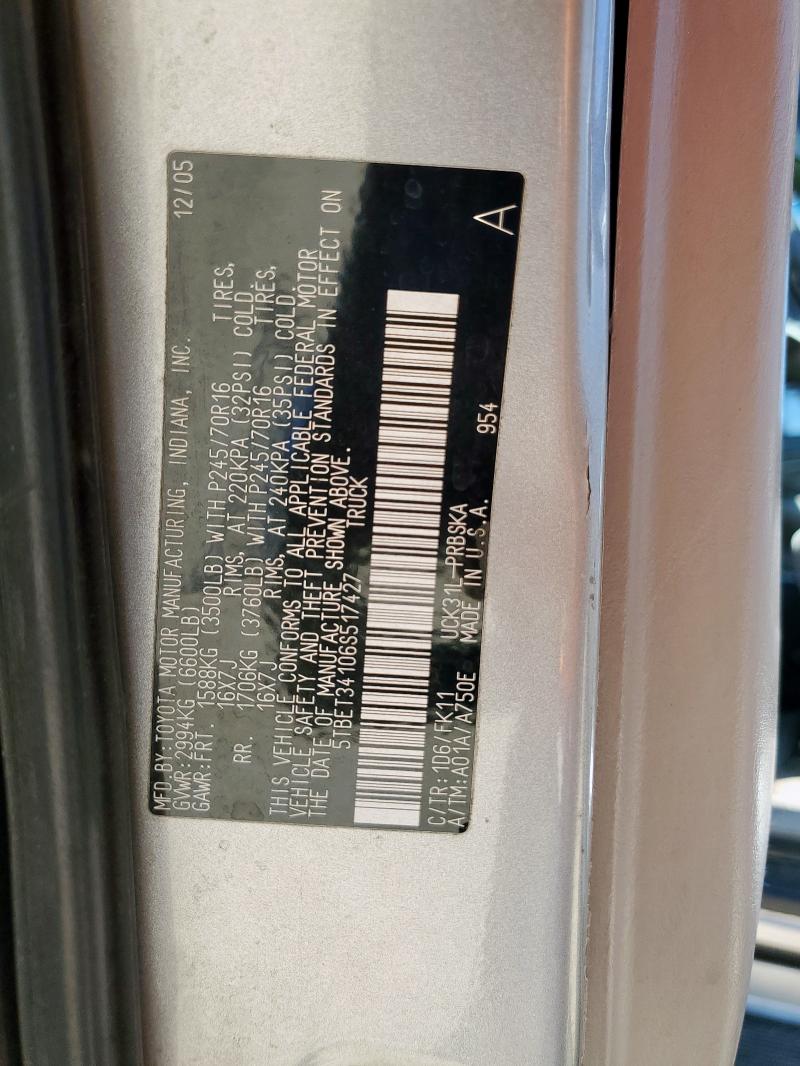 MFD.BY:TOYOTA MOTOR MANUFACTURING, INDIANA, INC. 12/05
GVWR:2994KG (6600LB)
GAWR:FRT 1588KG (3500LB) WITH P245/70R16 TIRES,
16X7J RIMS, AT 220KPA (32PSI) COLD.
RR. 1706KG (3760LB) WITH P245/70R16 TIRES,
16X7J RIMS, AT 240KPA (35PSI) COLD.
THIS VEHICLE CONFORMS TO ALL APPLICABLE FEDERAL MOTOR
VEHICLE SAFETY AND THEFT PREVENTION STANDARDS IN EFFECT ON
THE DATE OF MANUFACTURE SHOWN ABOVE.
5TBET34106S517427 TRUCK
C/TR:1D6/FK11 UCK31L-PRBSKA
A/TM:A01A/A750E MADE IN U.S.A. 954 A